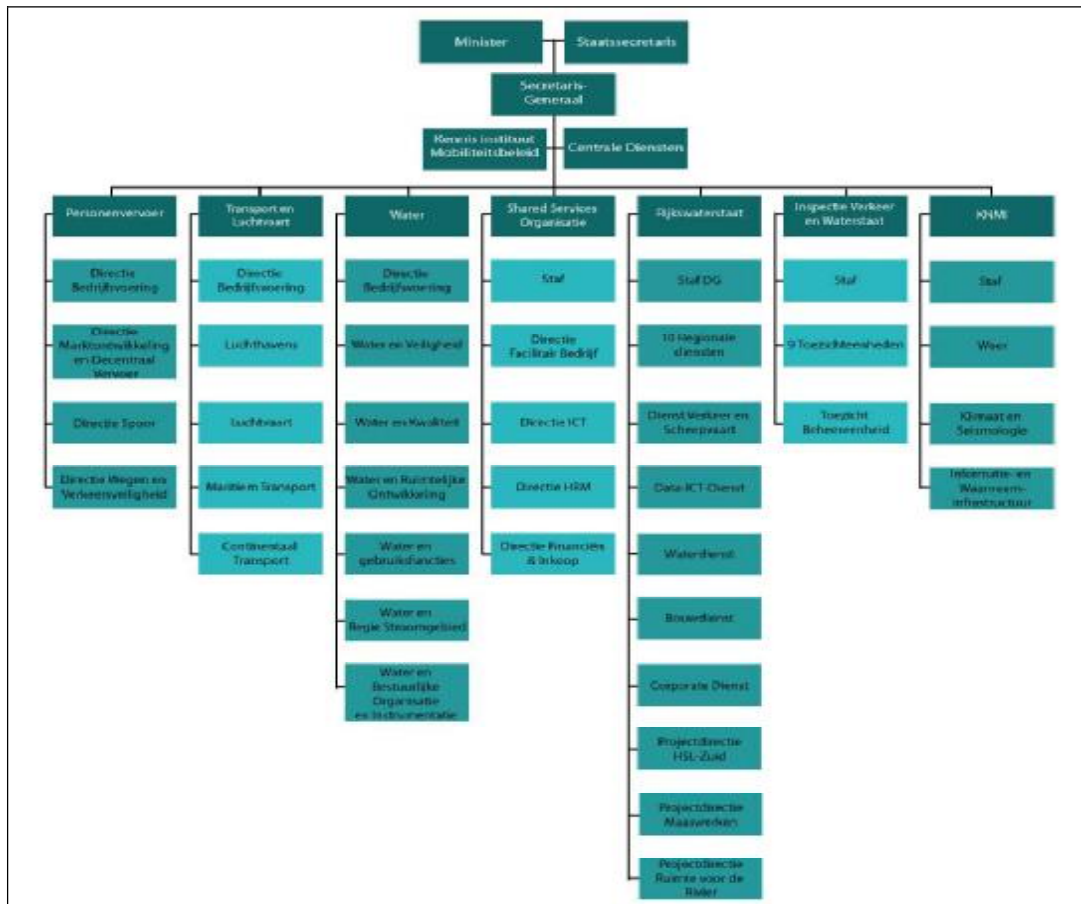 Minister
Staatssecretaris
Secretaris-
Generaal
Kennis Instituut
Mobiliteitsbeleid
Centrale Diensten
Personenvervoer
Directie
Bedrijfsvoering
Directie
Marktontwikkeling
en Decentraal
Vervoer
Directie Spoor
Directie Wegen en
Verkeersveiligheid
Transport en
Luchtvaart
Directie
Bedrijfsvoering
Luchthavens
Luchtvaart
Maritiem Transport
Continentaal
Transport
Water
Directie
Bedrijfsvoering
Water en Veiligheid
Water en Kwaliteit
Water en Ruimtelijke
Ontwikkeling
Water en
gebruiksfuncties
Water en
Regie Stroomgebied
Water en
Bestuurlijke
Organisatie
en Instrumentatie
Shared Services
Organisatie
Staf
Directie
Facilitair Bedrijf
Directie ICT
Directie HRM
Directie Financiën
& Inkoop
Rijkswaterstaat
Staf DG
10 Regionale
diensten
Dienst Verkeer en
Scheepvaart
Data-ICT-Dienst
Waterdienst
Bouwdienst
Corporate Dienst
Projectdirectie
HSL-Zuid
Projectdirectie
Maaswerken
Projectdirectie
Ruimte voor de
Rivier
Inspectie Verkeer
en Waterstaat
Staf
9 Toezichteenheden
Toezicht
Beheereenheid
KNMI
Staf
Weer
Klimaat en
Seismologie
Informatie- en
Waarneem-
infrastructuur